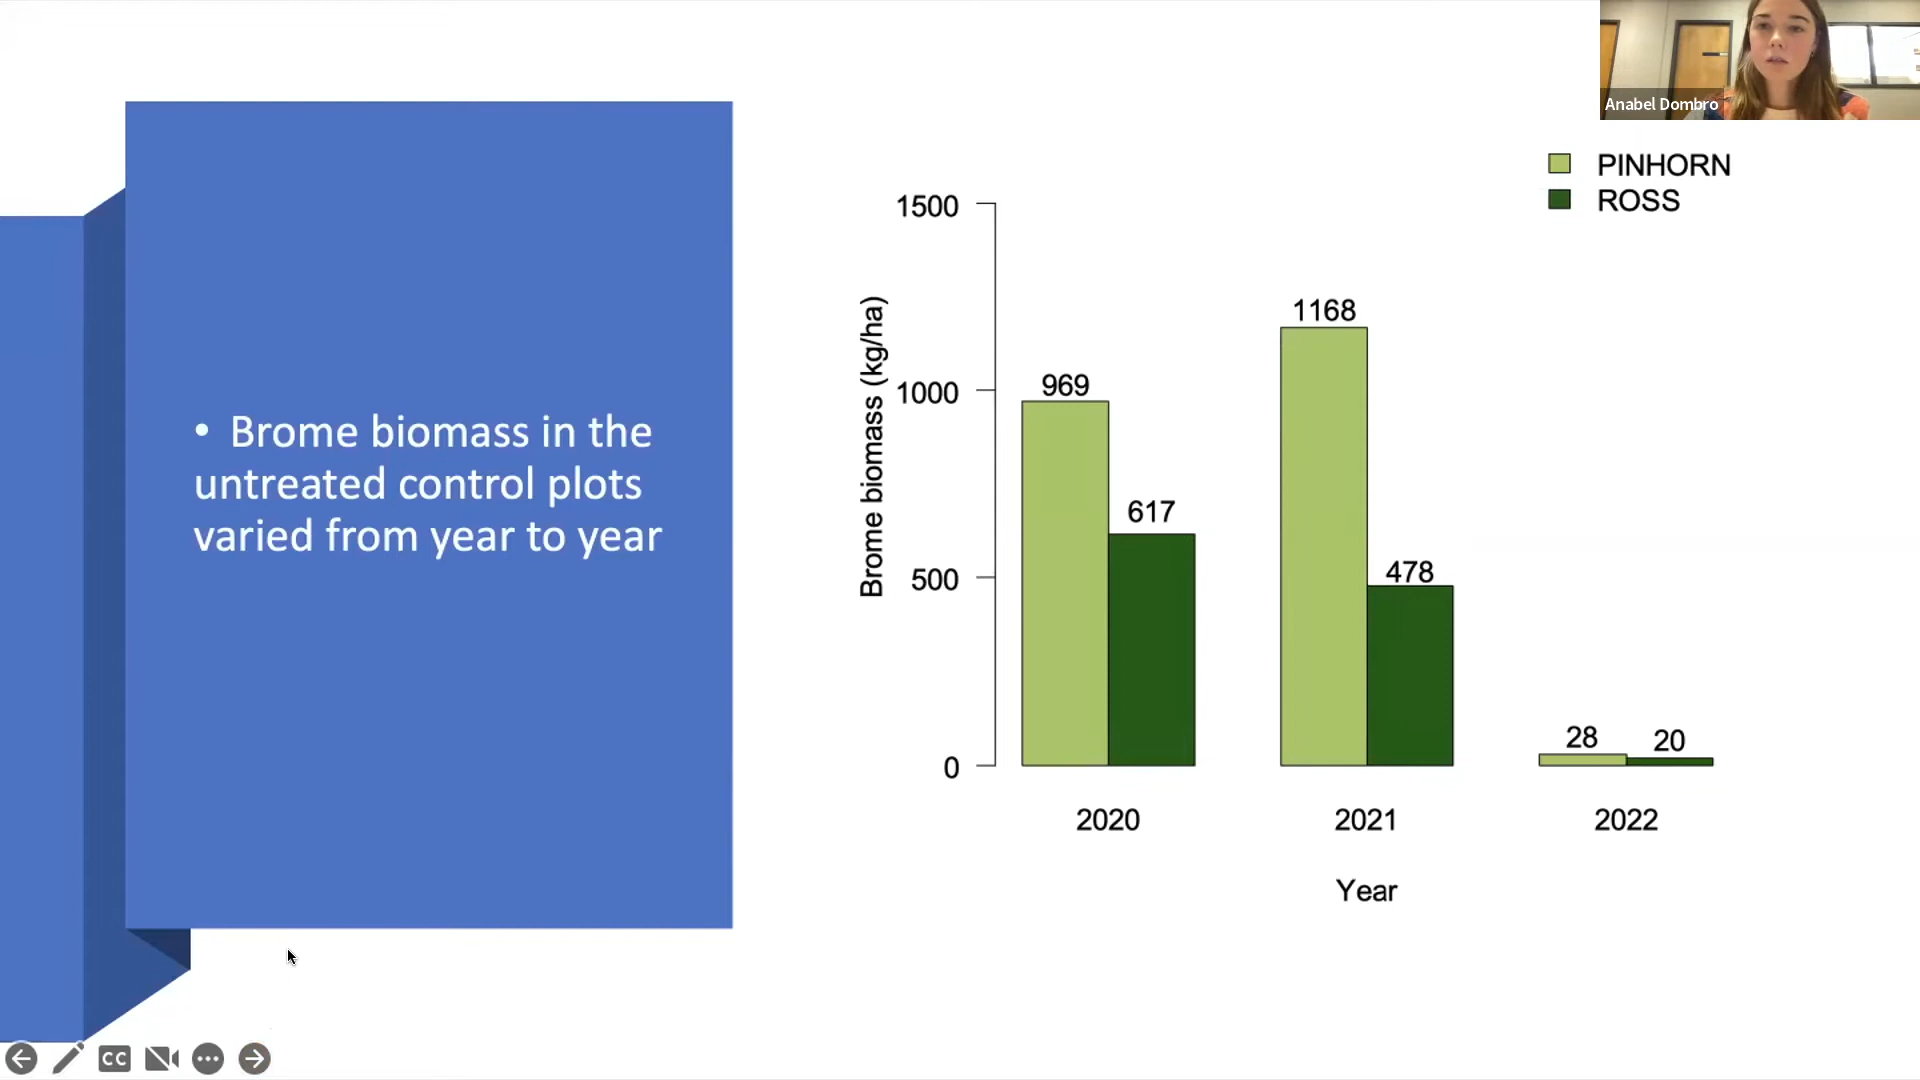 Anabel Dombro
• Brome biomass in the
untreated control plots
varied from year to year
PINHORN
ROSS
Brome biomass (kg/ha)
1500
1000
500
0
969
617
1168
478
28
20
2020
2021
2022
Year
CC